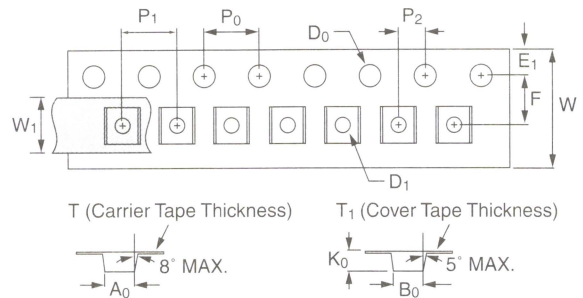 P1 P0 D0 P2
E1
F
W
W1
D1
T (Carrier Tape Thickness)
8° MAX.
A0
T1 (Cover Tape Thickness)
K0
5° MAX.
B0